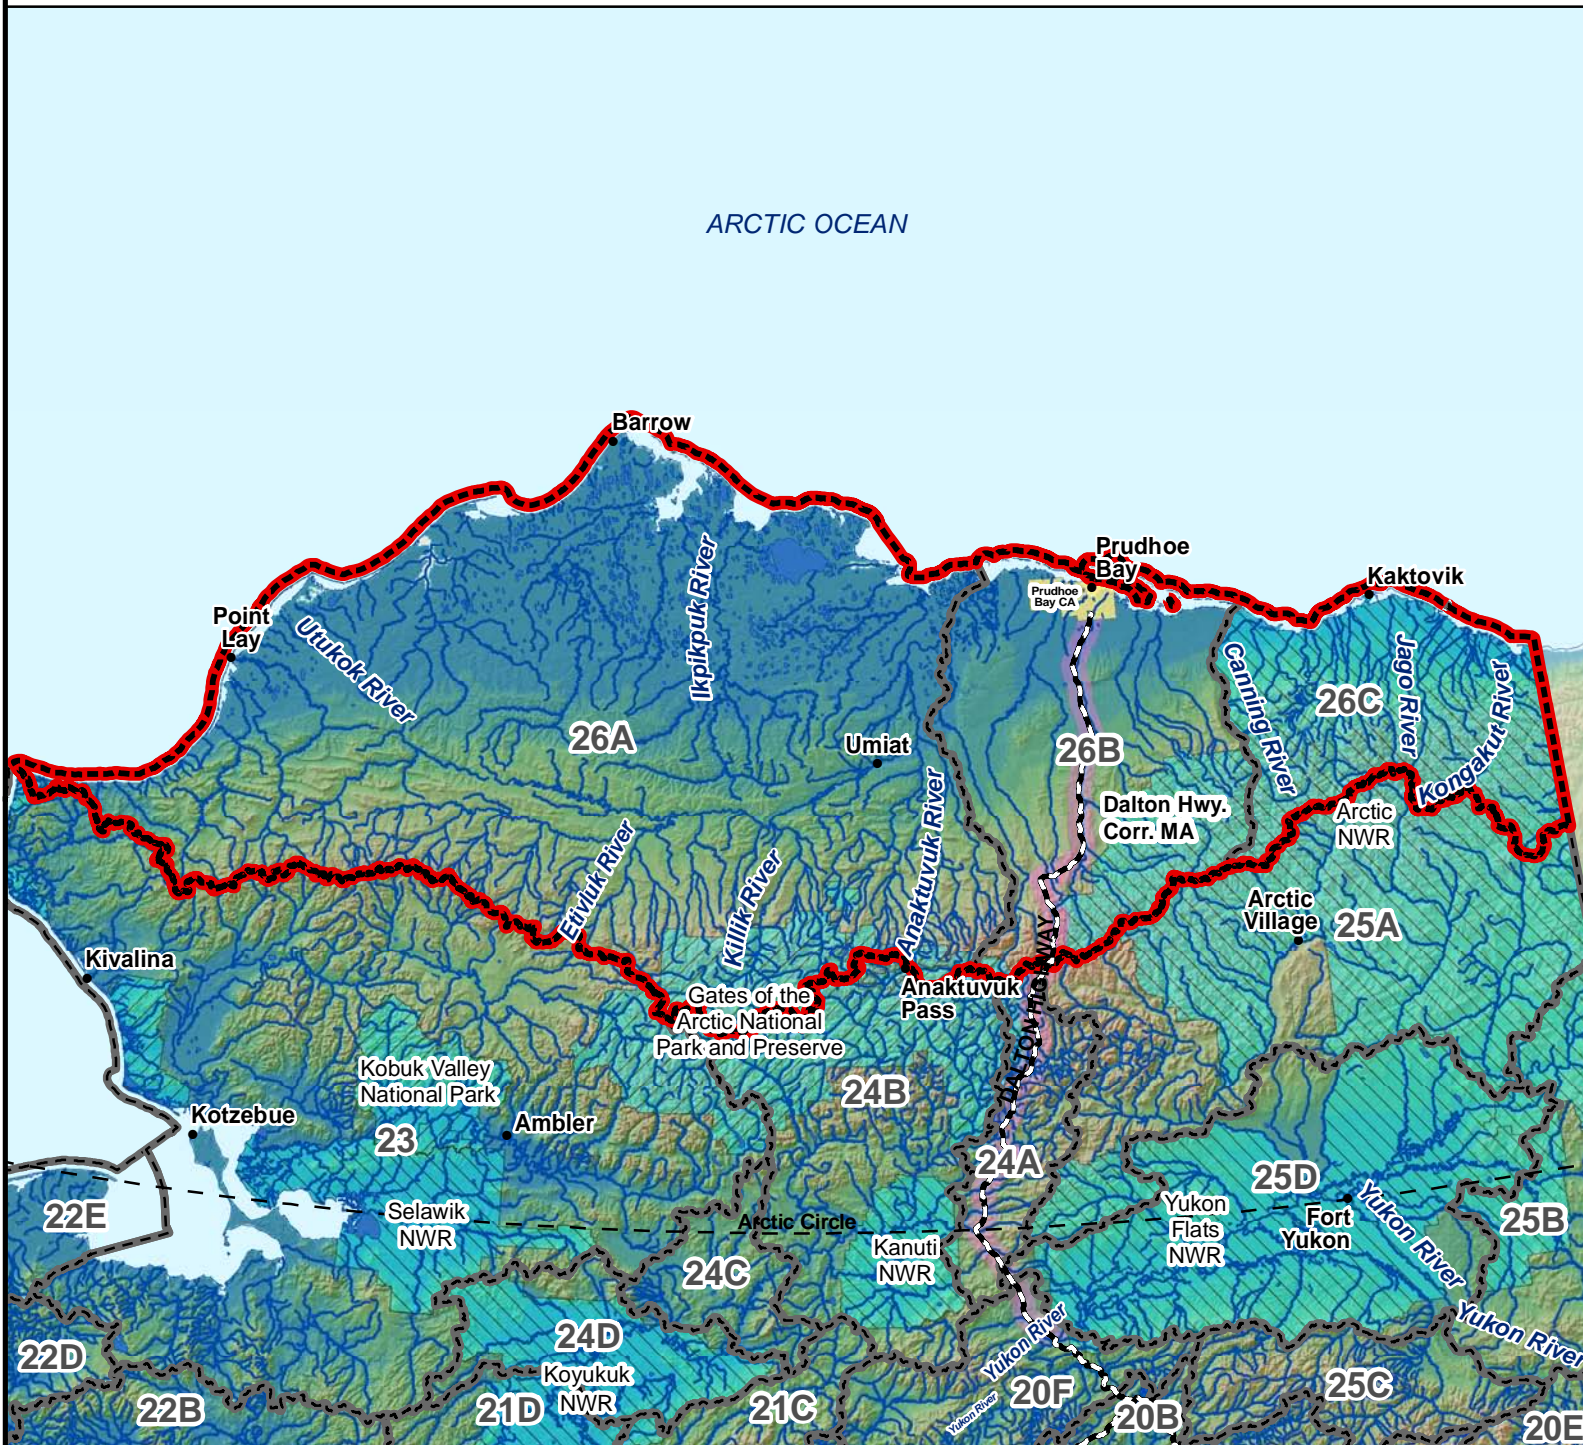 ARCTIC OCEAN
Barrow
Prudhoe
Bay
Kaktovik
Prudhoe
Bay CA
Point
Lay
Utukok River
Ikpikpuk River
Canning River
Jago River
Kongakut River
26C
26A
Umiat
26B
Anaktuvuk River
Dalton Hwy.
Corr. MA
Arctic
NWR
Etivluk River
Killik River
Arctic
Village
25A
Kivalina
DALTON HIGHWAY
Anaktuvuk
Pass
Gates of the
Arctic National
Park and Preserve
Kobuk Valley
National Park
24B
Kotzebue
Ambler
23
24A
25D
22E
Selawik
NWR
Arctic Circle
Yukon
Flats
NWR
Fort
Yukon
Yukon River
25B
Kanuti
NWR
24C
24D
Yukon River
Yukon River
22D
Koyukuk
NWR
22B
21D
21C
Yukon River
20F
20B
25C
20E